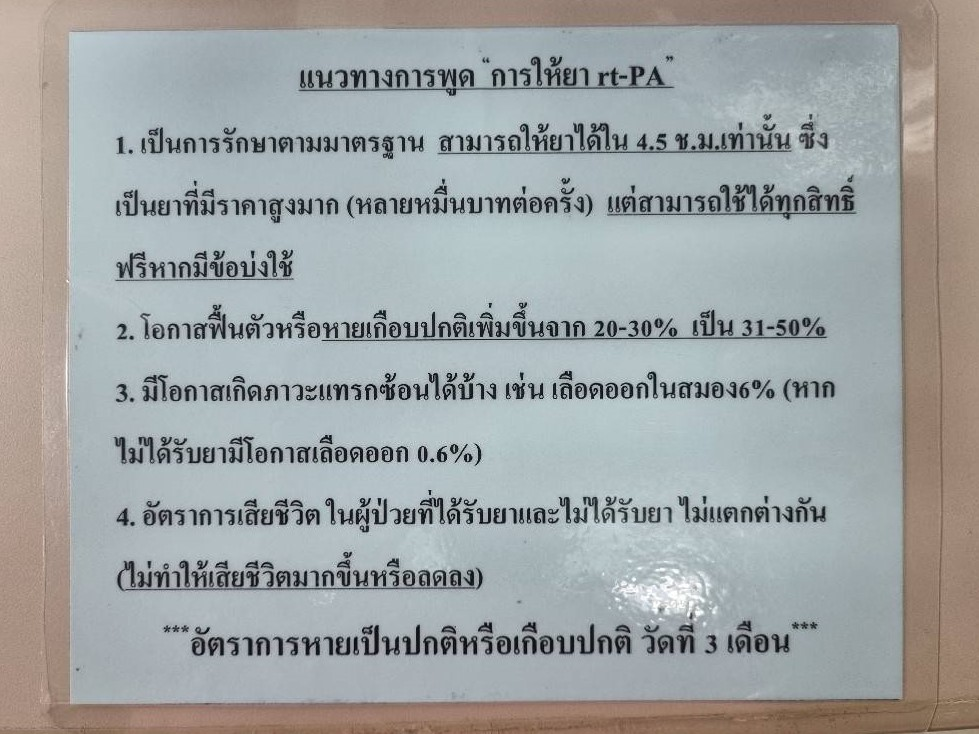 แนวทางการพูด “การให้ยา rt-PA”
1. เป็นการรักษาตามมาตรฐาน สามารถให้ยาได้ใน 4.5 ช.ม.เท่านั้น ซึ่ง
เป็นยาที่มีราคาสูงมาก (หลายหมื่นบาทต่อครั้ง) แต่สามารถใช้ได้ทุกสิทธิ์
ฟรีหากมีข้อบ่งใช้
2. โอกาสฟื้นตัวหรือหายเกือบปกติเพิ่มขึ้นจาก 20-30% เป็น 31-50%
3. มีโอกาสเกิดภาวะแทรกซ้อนได้บ้าง เช่น เลือดออกในสมอง6% (หาก
ไม่ได้รับยามีโอกาสเลือดออก 0.6%)
4. อัตราการเสียชีวิต ในผู้ป่วยที่ได้รับยาและไม่ได้รับยา ไม่แตกต่างกัน
(ไม่ทำให้เสียชีวิตมากขึ้นหรือลดลง)
***อัตราการหายเป็นปกติหรือเกือบปกติ วัดที่ 3 เดือน***